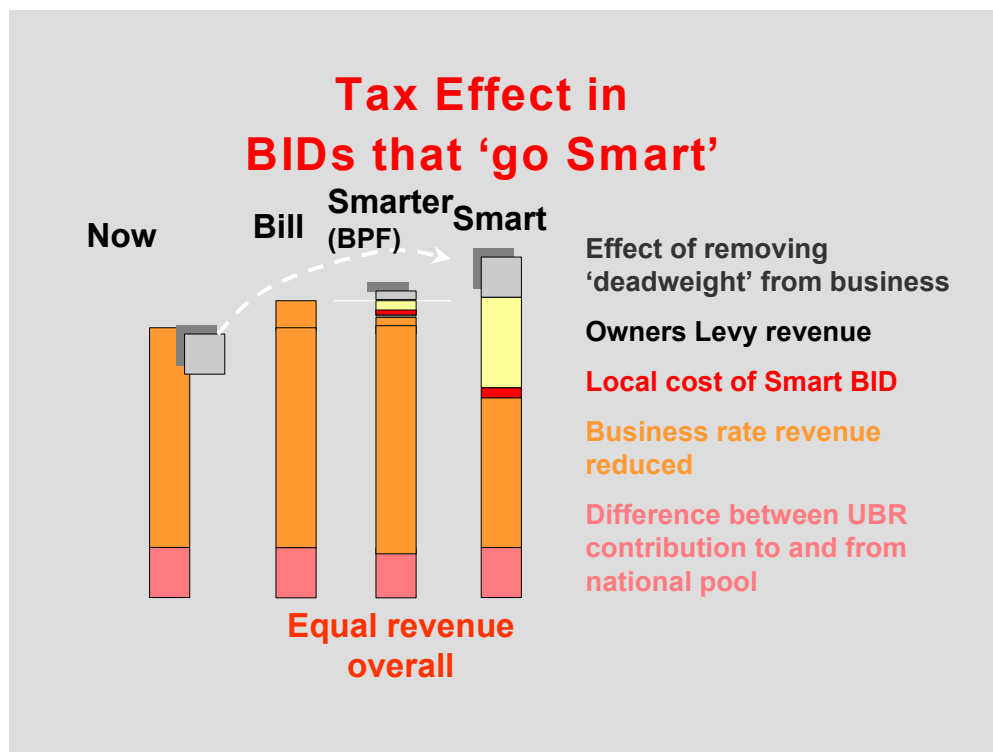 Tax Effect in
BIDs that ‘go Smart’
Now
Bill
Smarter
(BPF)
Smart
Effect of removing
‘deadweight’ from business
Owners Levy revenue
Local cost of Smart BID
Business rate revenue
reduced
Difference between UBR
contribution to and from
national pool
Equal revenue
overall